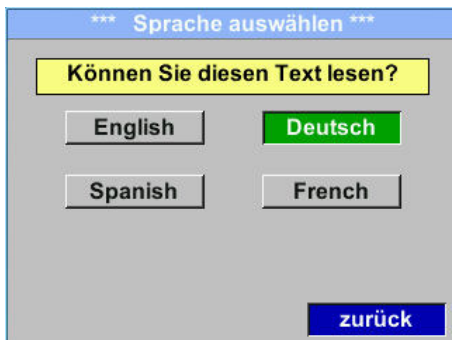 *** Sprache auswählen ***
Können Sie diesen Text lesen?
English Deutsch
Spanish French
zurück